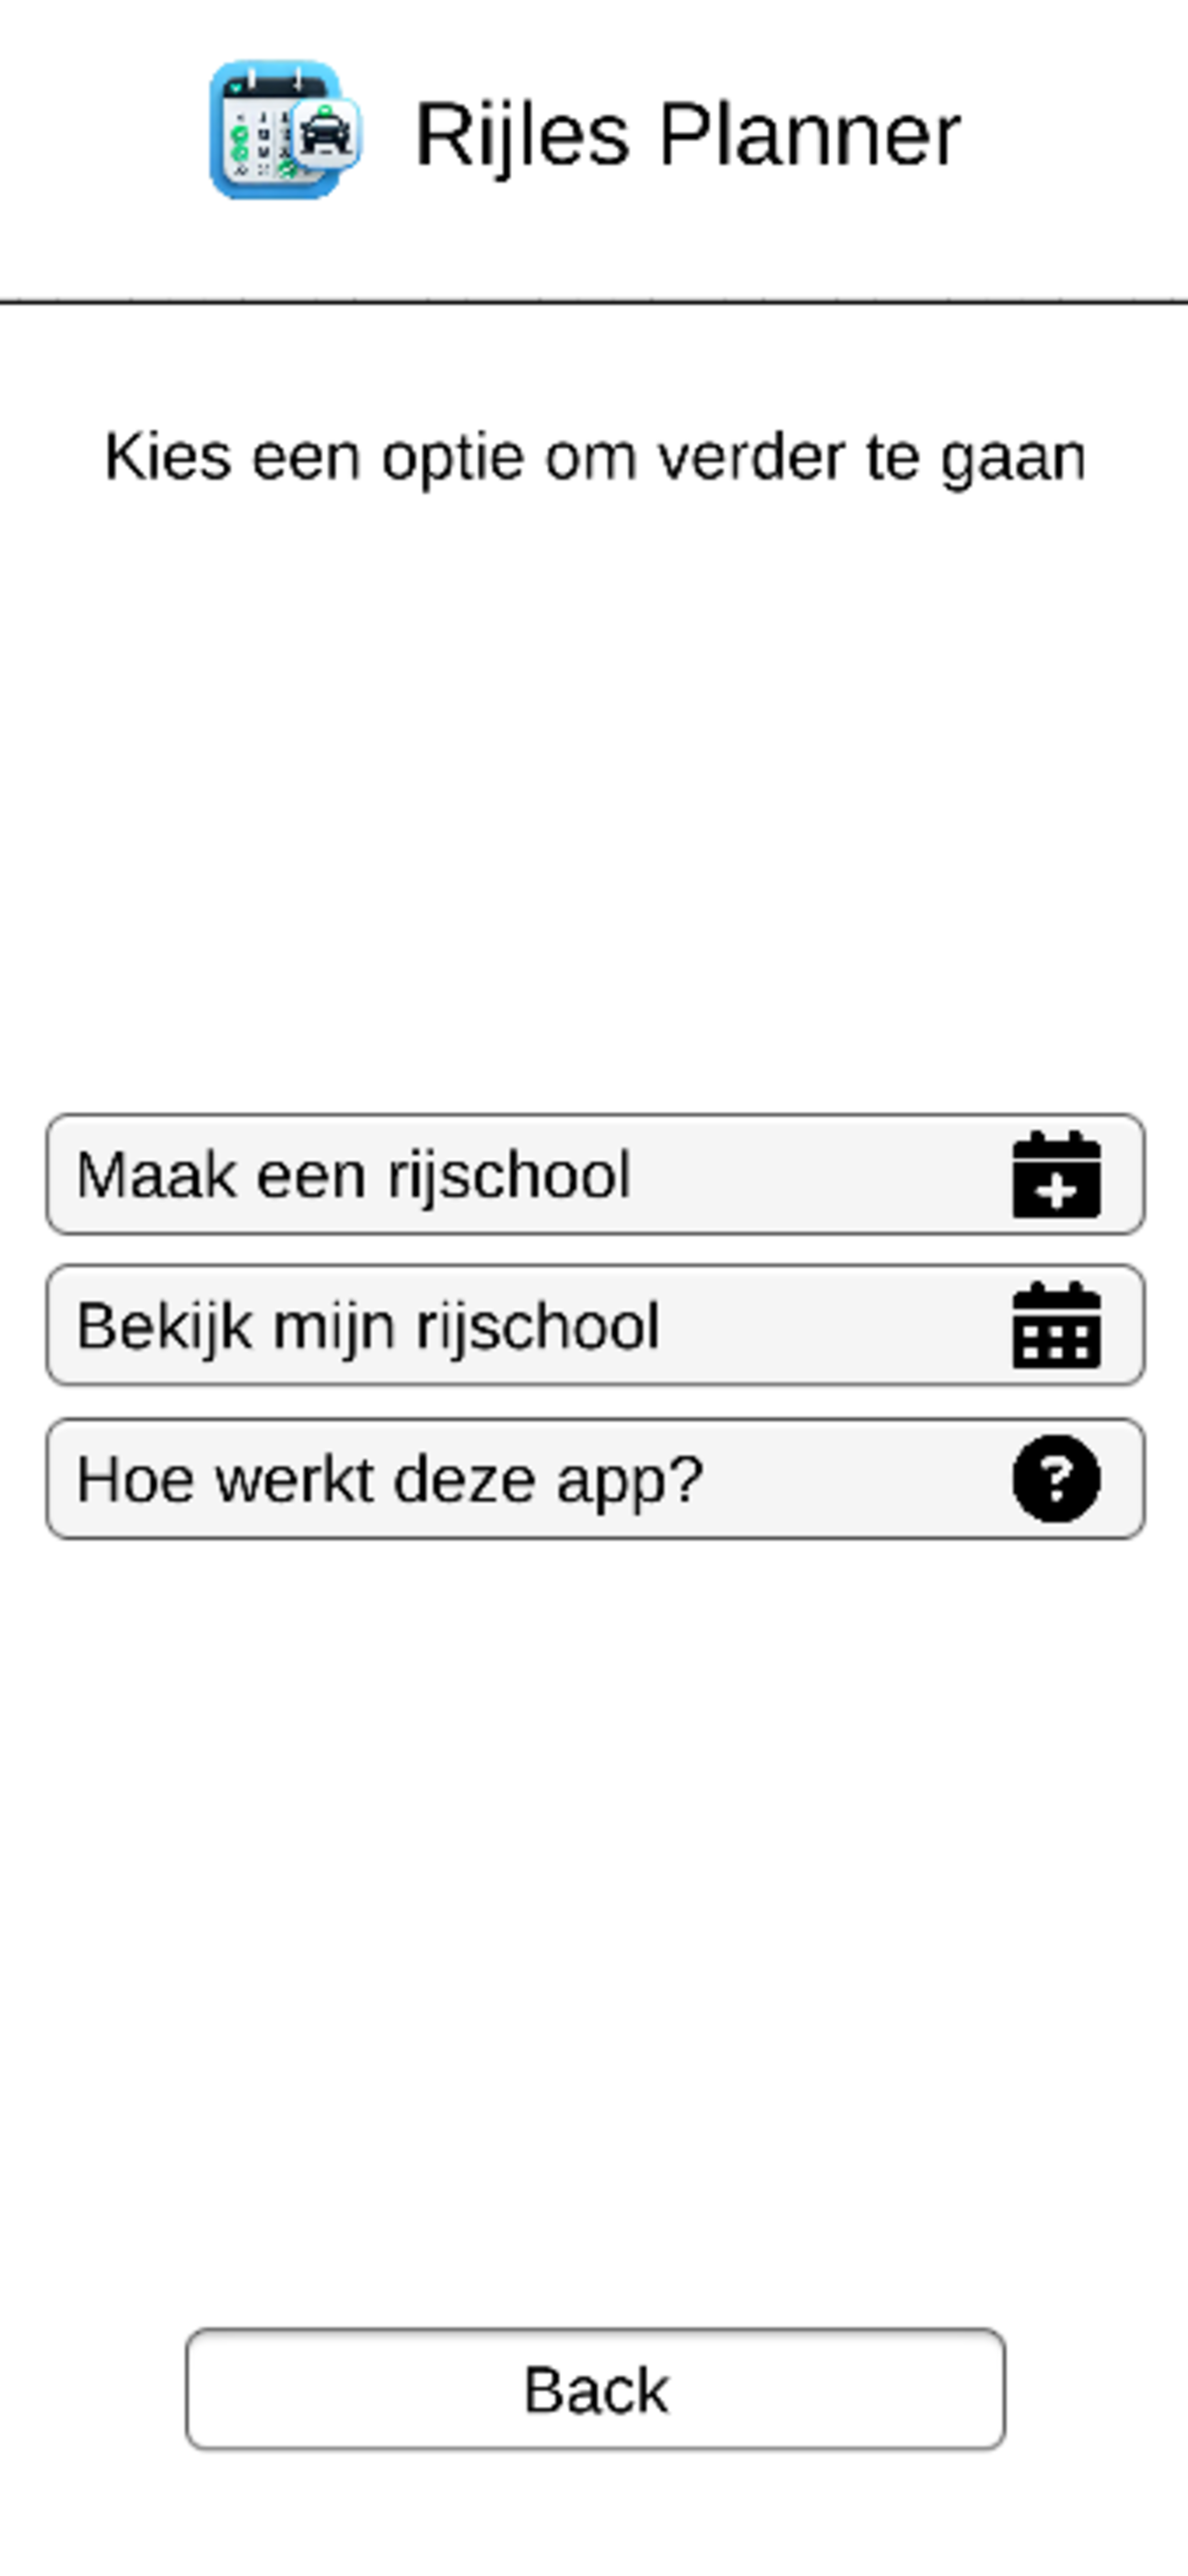 Rijles Planner
Kies een optie om verder te gaan
Maak een rijschool
Bekijk mijn rijschool
Hoe werkt deze app?
Back